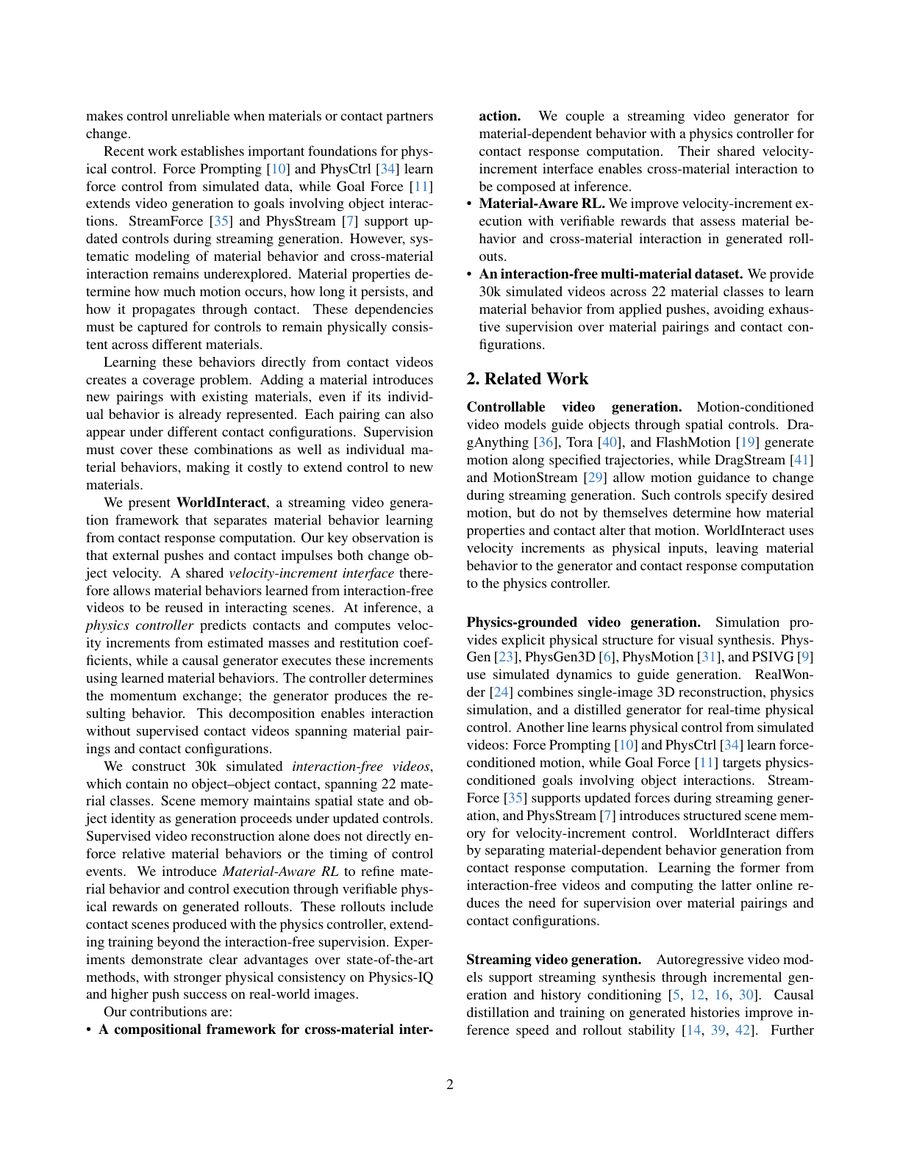 makes control unreliable when materials or contact partners
change.
Recent work establishes important foundations for phys-
ical control. Force Prompting [10] and PhysCtrl [34] learn
force control from simulated data, while Goal Force [11]
extends video generation to goals involving object interac-
tions. StreamForce [35] and PhysStream [7] support up-
dated controls during streaming generation. However, sys-
tematic modeling of material behavior and cross-material
interaction remains underexplored. Material properties de-
termine how much motion occurs, how long it persists, and
how it propagates through contact. These dependencies
must be captured for controls to remain physically consis-
tent across different materials.
Learning these behaviors directly from contact videos
creates a coverage problem. Adding a material introduces
new pairings with existing materials, even if its individ-
ual behavior is already represented. Each pairing can also
appear under different contact configurations. Supervision
must cover these combinations as well as individual ma-
terial behaviors, making it costly to extend control to new
materials.
We present WorldInteract, a streaming video genera-
tion framework that separates material behavior learning
from contact response computation. Our key observation is
that external pushes and contact impulses both change ob-
ject velocity. A shared velocity-increment interface there-
fore allows material behaviors learned from interaction-free
videos to be reused in interacting scenes. At inference, a
physics controller predicts contacts and computes veloc-
ity increments from estimated masses and restitution coef-
ficients, while a causal generator executes these increments
using learned material behaviors. The controller determines
the momentum exchange; the generator produces the re-
sulting behavior. This decomposition enables interaction
without supervised contact videos spanning material pair-
ings and contact configurations.
We construct 30k simulated interaction-free videos,
which contain no object–object contact, spanning 22 mate-
rial classes. Scene memory maintains spatial state and ob-
ject identity as generation proceeds under updated controls.
Supervised video reconstruction alone does not directly en-
force relative material behaviors or the timing of control
events. We introduce Material-Aware RL to refine mate-
rial behavior and control execution through verifiable phys-
ical rewards on generated rollouts. These rollouts include
contact scenes produced with the physics controller, extend-
ing training beyond the interaction-free supervision. Exper-
iments demonstrate clear advantages over state-of-the-art
methods, with stronger physical consistency on Physics-IQ
and higher push success on real-world images.
Our contributions are:
• A compositional framework for cross-material inter-
action. We couple a streaming video generator for
material-dependent behavior with a physics controller for
contact response computation. Their shared velocity-
increment interface enables cross-material interaction to
be composed at inference.
• Material-Aware RL. We improve velocity-increment ex-
ecution with verifiable rewards that assess material be-
havior and cross-material interaction in generated roll-
outs.
• An interaction-free multi-material dataset. We provide
30k simulated videos across 22 material classes to learn
material behavior from applied pushes, avoiding exhaus-
tive supervision over material pairings and contact con-
figurations.
2. Related Work
Controllable video generation. Motion-conditioned
video models guide objects through spatial controls. Dra-
gAnything [36], Tora [40], and FlashMotion [19] generate
motion along specified trajectories, while DragStream [41]
and MotionStream [29] allow motion guidance to change
during streaming generation. Such controls specify desired
motion, but do not by themselves determine how material
properties and contact alter that motion. WorldInteract uses
velocity increments as physical inputs, leaving material
behavior to the generator and contact response computation
to the physics controller.
Physics-grounded video generation. Simulation pro-
vides explicit physical structure for visual synthesis. Phys-
Gen [23], PhysGen3D [6], PhysMotion [31], and PSIVG [9]
use simulated dynamics to guide generation. RealWon-
der [24] combines single-image 3D reconstruction, physics
simulation, and a distilled generator for real-time physical
control. Another line learns physical control from simulated
videos: Force Prompting [10] and PhysCtrl [34] learn force-
conditioned motion, while Goal Force [11] targets physics-
conditioned goals involving object interactions. Stream-
Force [35] supports updated forces during streaming gener-
ation, and PhysStream [7] introduces structured scene mem-
ory for velocity-increment control. WorldInteract differs
by separating material-dependent behavior generation from
contact response computation. Learning the former from
interaction-free videos and computing the latter online re-
duces the need for supervision over material pairings and
contact configurations.
Streaming video generation. Autoregressive video mod-
els support streaming synthesis through incremental gen-
eration and history conditioning [5, 12, 16, 30]. Causal
distillation and training on generated histories improve in-
ference speed and rollout stability [14, 39, 42]. Further
2